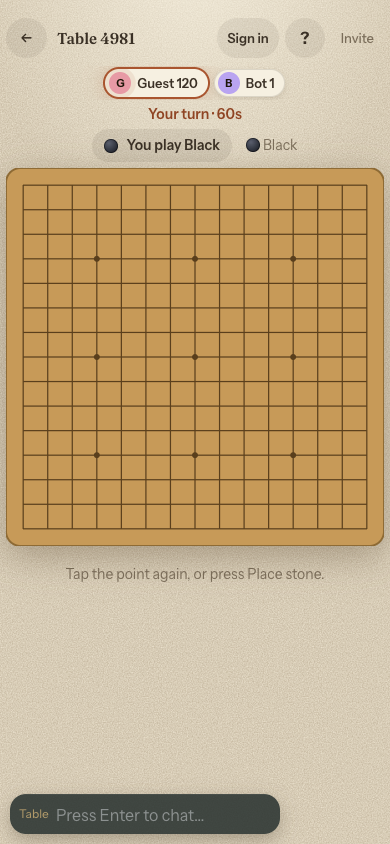 ← Table 4981 Sign in ? Invite
G Guest 120 B Bot 1
Your turn · 60s
You play Black Black
Tap the point again, or press Place stone.
Table Press Enter to chat...